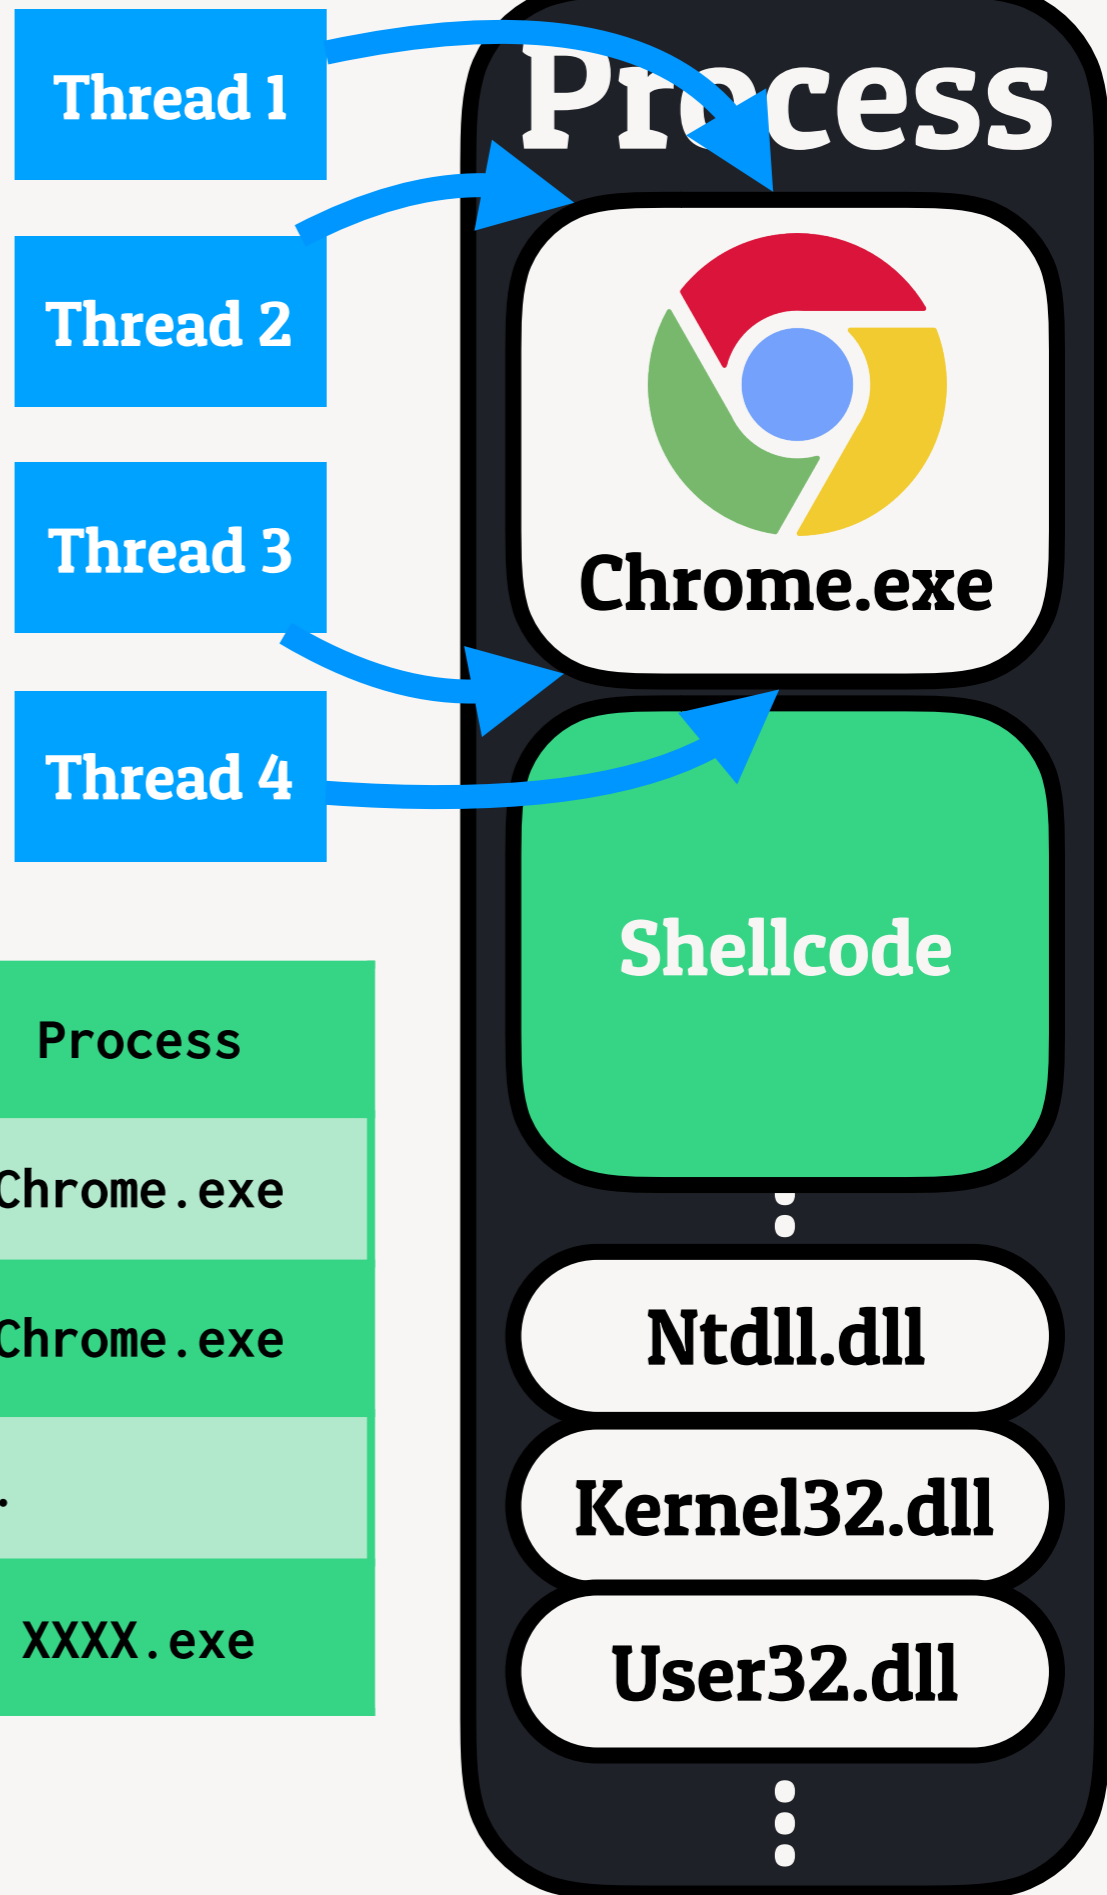 Thread 1
Thread 2
Thread 3
Thread 4
Process
Chrome.exe
Shellcode
Ntdll.dll
Kernel32.dll
User32.dll
Process
Chrome.exe
Chrome.exe
.
XXXX.exe